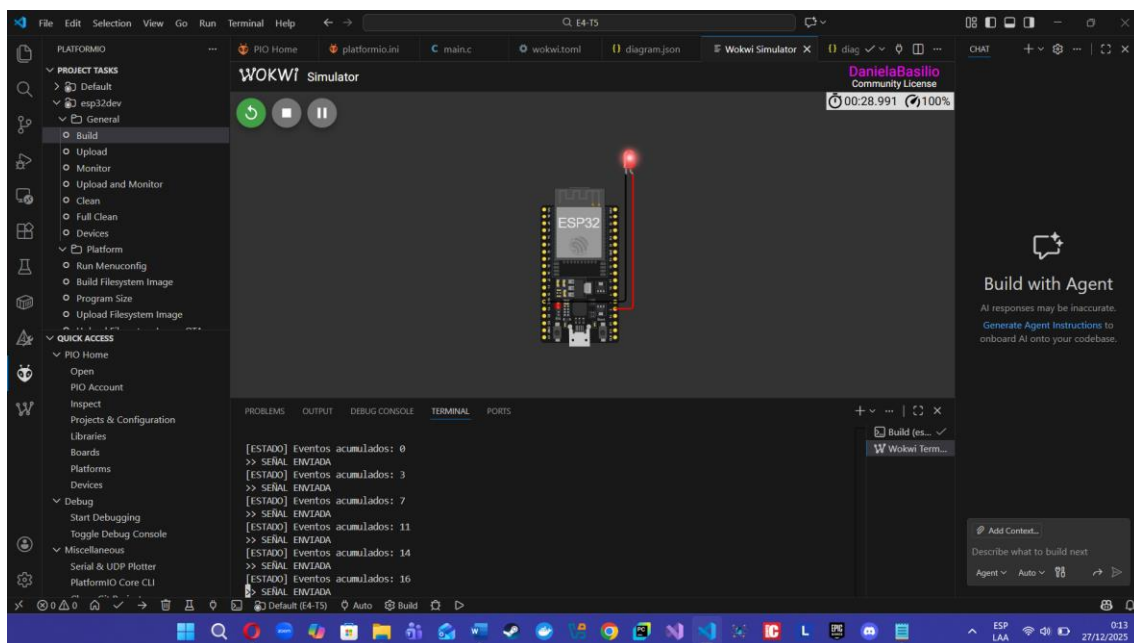 File Edit Selection View Go Run Terminal Help
E4-T5
PLATFORMIO
PIO Home
platformio.ini
main.c
wokwi.toml
diagram.json
Wokwi Simulator
diag
CHAT
PROJECT TASKS
Default
esp32dev
General
Build
Upload
Monitor
Upload and Monitor
Clean
Full Clean
Devices
Platform
Run Menuconfig
Build Filesystem Image
Program Size
Upload Filesystem Image
QUICK ACCESS
PIO Home
Open
PIO Account
Inspect
Projects & Configuration
Libraries
Boards
Platforms
Devices
Debug
Start Debugging
Toggle Debug Console
Miscellaneous
Serial & UDP Plotter
PlatformIO Core CLI
WOKWI Simulator
DanielaBasilio
Community License
00:28.991 100%
ESP32
PROBLEMS OUTPUT DEBUG CONSOLE TERMINAL PORTS
[ESTADO] Eventos acumulados: 0
>> SEÑAL ENVIADA
[ESTADO] Eventos acumulados: 3
>> SEÑAL ENVIADA
[ESTADO] Eventos acumulados: 7
>> SEÑAL ENVIADA
[ESTADO] Eventos acumulados: 11
>> SEÑAL ENVIADA
[ESTADO] Eventos acumulados: 14
>> SEÑAL ENVIADA
[ESTADO] Eventos acumulados: 16
>> SEÑAL ENVIADA
Build (es...
Wokwi Term...
Build with Agent
AI responses may be inaccurate.
Generate Agent Instructions to
onboard AI onto your codebase.
Add Context...
Describe what to build next
Agent Auto
0 0 Default (E4-T5) Auto Build
ESP
LAA
0:13